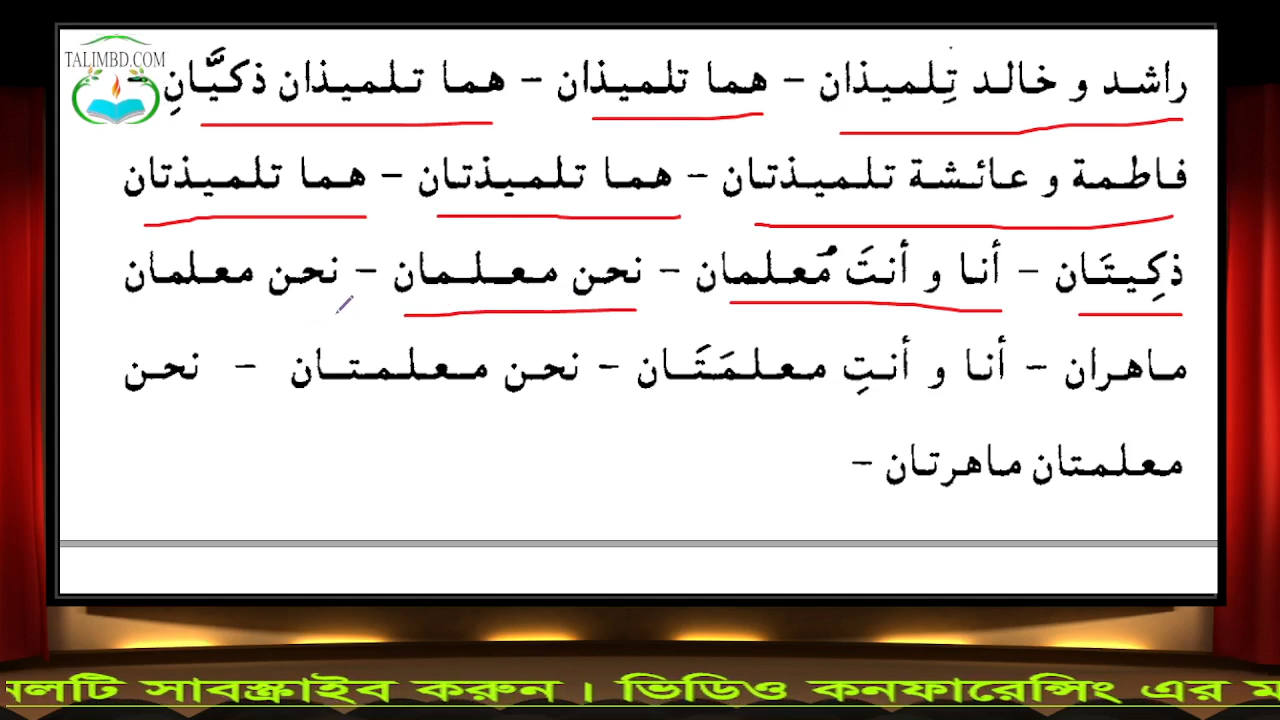 TALIMBD.COM
راشد و خالد تِلميذان – هما تلميذان – هما تلميذان ذكيَّانِ
فاطمة و عائشة تلميذتان – هما تلميذتان – هما تلميذتان
ذكِيتَان – أنا و أنتَ مُعلمان – نحن معلمان – نحن معلمان
ماهران – أنا و أنتِ معلمَتَان – نحن معلمتان – نحن
معلمتان ماهرتان –
নলটি সাবস্ক্রাইব করুন । ভিডিও কনফারেন্সিং এর ম